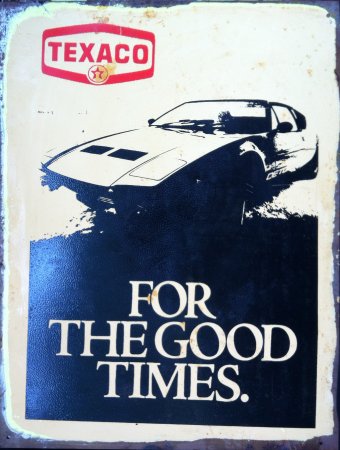 TEXACO
FOR
THE GOOD
TIMES.